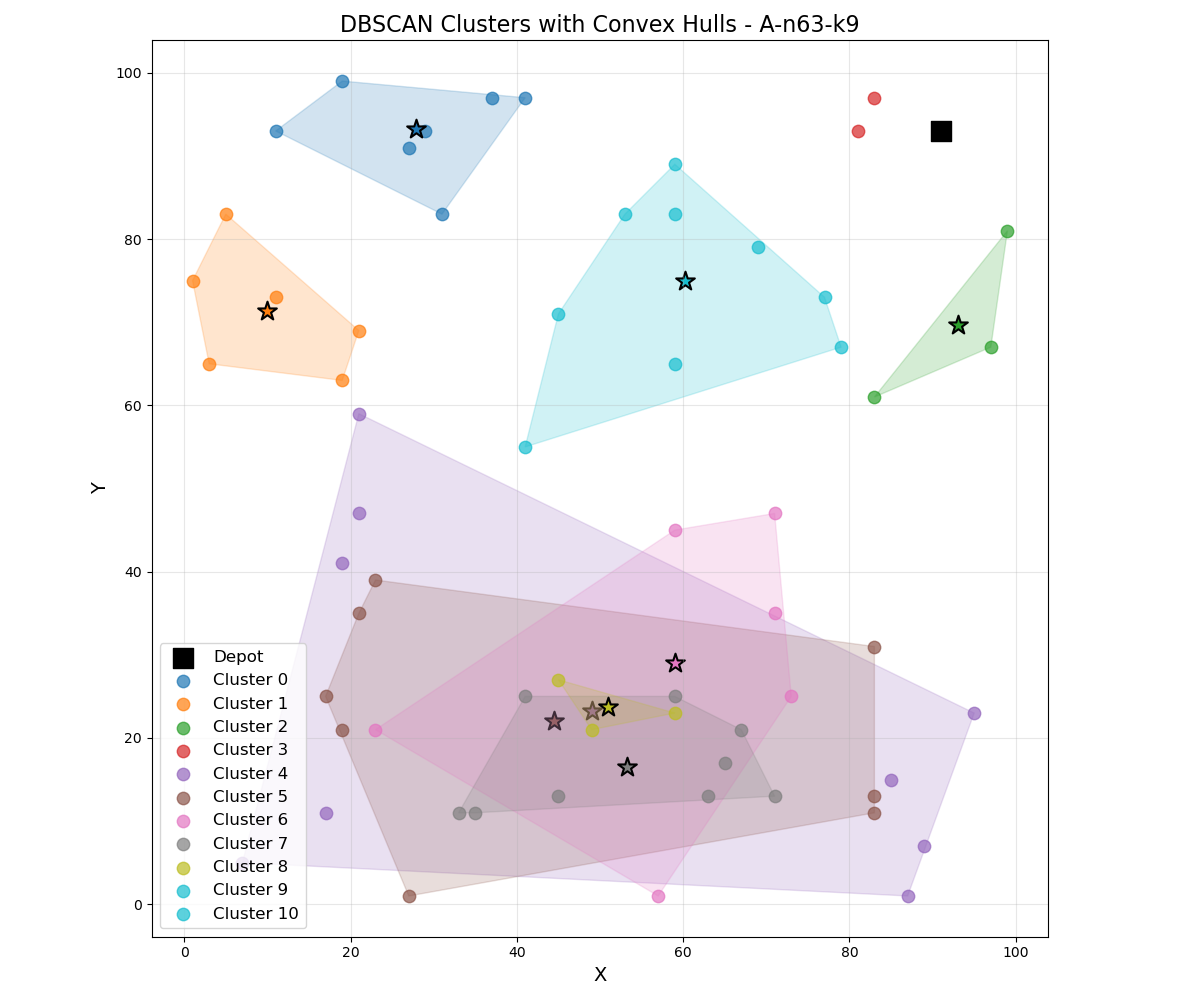 DBSCAN Clusters with Convex Hulls - A-n63-k9
100
80
60
40
20
0
Y
Depot
Cluster 0
Cluster 1
Cluster 2
Cluster 3
Cluster 4
Cluster 5
Cluster 6
Cluster 7
Cluster 8
Cluster 9
Cluster 10
0 20 40 60 80 100
X